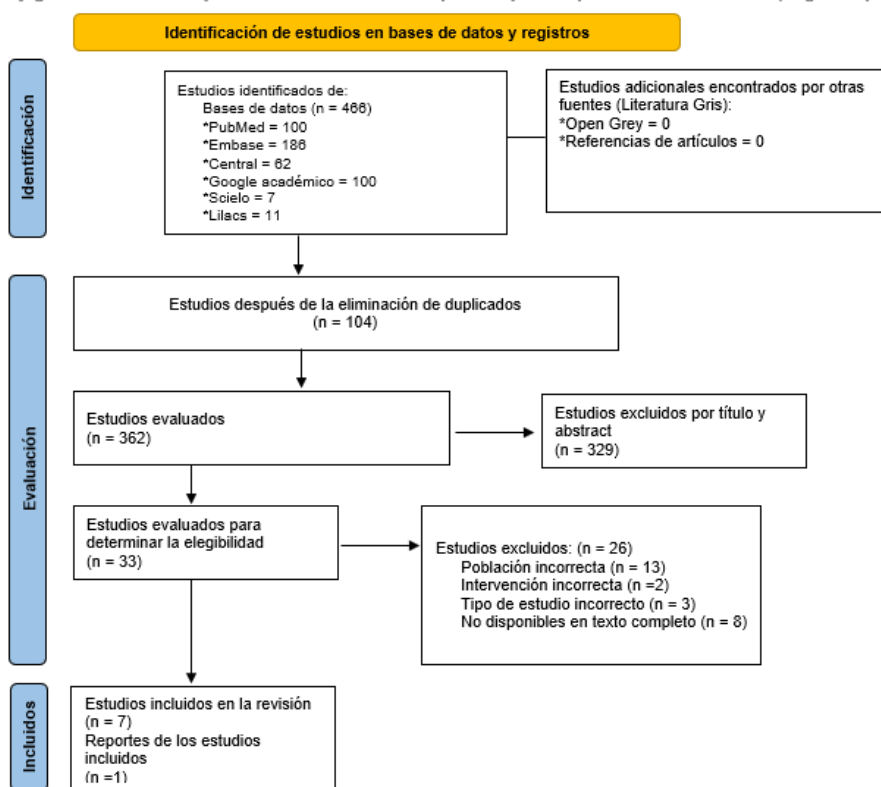 Identificación de estudios en bases de datos y registros
Identificación
Estudios identificados de:
Bases de datos (n = 466)
*PubMed = 100
*Embase = 186
*Central = 62
*Google académico = 100
*Scielo = 7
*Lilacs = 11
Estudios adicionales encontrados por otras
fuentes (Literatura Gris):
*Open Grey = 0
*Referencias de artículos = 0
Evaluación
Estudios después de la eliminación de duplicados
(n = 104)
Estudios evaluados
(n = 362)
Estudios excluidos por título y
abstract
(n = 329)
Estudios evaluados para
determinar la elegibilidad
(n = 33)
Estudios excluidos: (n = 26)
Población incorrecta (n = 13)
Intervención incorrecta (n =2)
Tipo de estudio incorrecto (n = 3)
No disponibles en texto completo (n = 8)
Incluidos
Estudios incluidos en la revisión
(n = 7)
Reportes de los estudios
incluidos
(n =1)